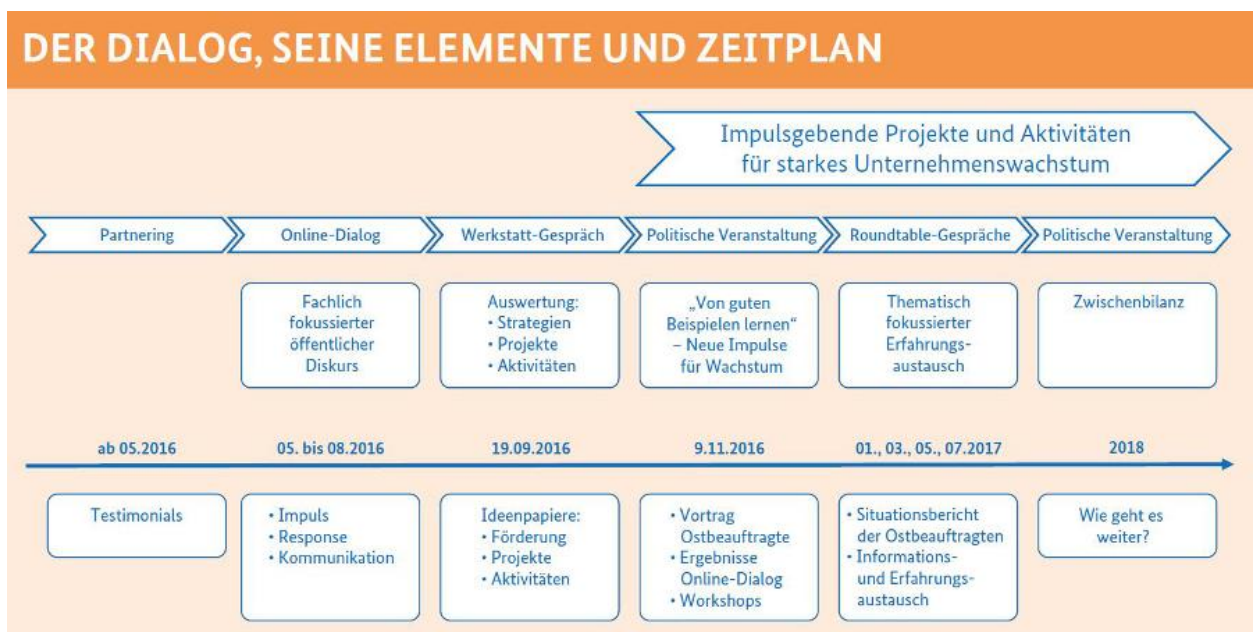 DER DIALOG, SEINE ELEMENTE UND ZEITPLAN
Impulsgebende Projekte und Aktivitäten
für starkes Unternehmenswachstum
Partnering
Online-Dialog
Werkstatt-Gespräch
Politische Veranstaltung
Roundtable-Gespräche
Politische Veranstaltung
Fachlich
fokussierter
öffentlicher
Diskurs
Auswertung:
• Strategien
• Projekte
• Aktivitäten
„Von guten
Beispielen lernen“
– Neue Impulse
für Wachstum
Thematisch
fokussierter
Erfahrungs-
austausch
Zwischenbilanz
ab 05.2016
05. bis 08.2016
19.09.2016
9.11.2016
01., 03., 05., 07.2017
2018
Testimonials
• Impuls
• Response
• Kommunikation
Ideenpapiere:
• Förderung
• Projekte
• Aktivitäten
• Vortrag
Ostbeauftragte
• Ergebnisse
Online-Dialog
• Workshops
• Situationsbericht
der Ostbeauftragten
• Informations-
und Erfahrungs-
austausch
Wie geht es
weiter?